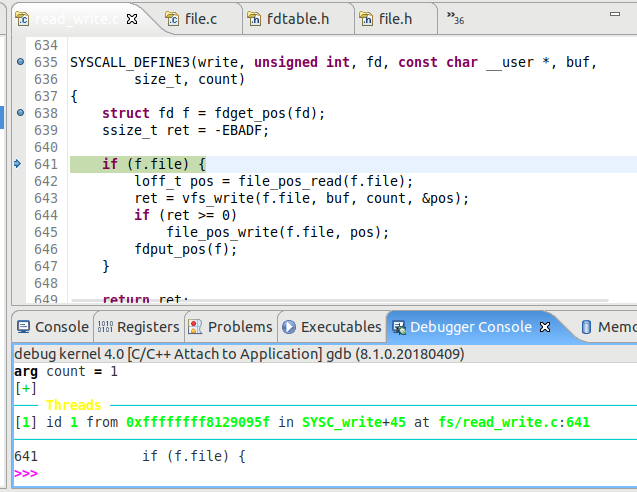 read_write.c file.c fdtable.h file.h »36
634
635 SYSCALL_DEFINE3(write, unsigned int, fd, const char __user *, buf,
636         size_t, count)
637 {
638     struct fd f = fdget_pos(fd);
639     ssize_t ret = -EBADF;
640
641     if (f.file) {
642         loff_t pos = file_pos_read(f.file);
643         ret = vfs_write(f.file, buf, count, &pos);
644         if (ret >= 0)
645             file_pos_write(f.file, pos);
646         fdput_pos(f);
647     }
648
649     return ret;
Console Registers Problems Executables Debugger Console Memo
debug kernel 4.0 [C/C++ Attach to Application] gdb (8.1.0.20180409)
arg count = 1
[+]
Threads
[1] id 1 from 0xffffffff8129095f in SYSC_write+45 at fs/read_write.c:641
641             if (f.file) {
>>>